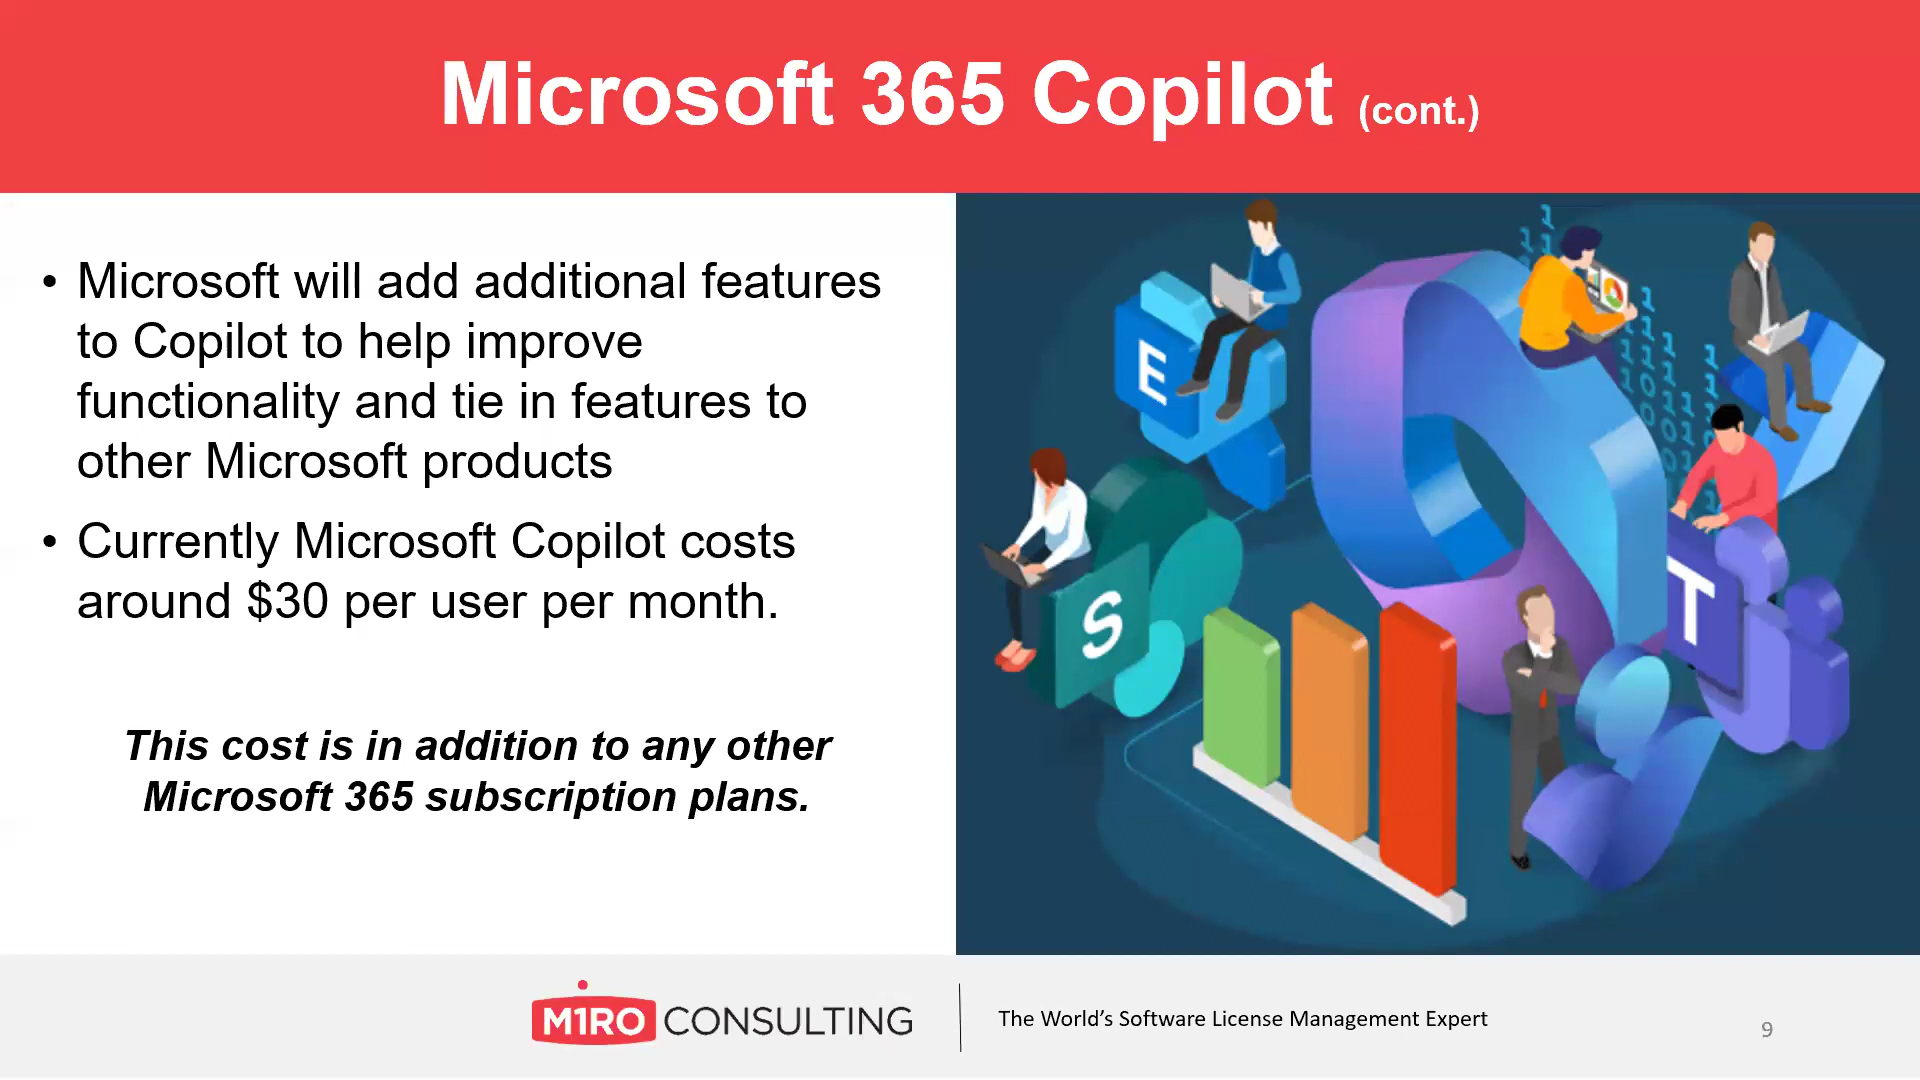 Microsoft 365 Copilot (cont.)
• Microsoft will add additional features
to Copilot to help improve
functionality and tie in features to
other Microsoft products
• Currently Microsoft Copilot costs
around $30 per user per month.
This cost is in addition to any other
Microsoft 365 subscription plans.
E
S
T
M1RO CONSULTING
The World's Software License Management Expert
9